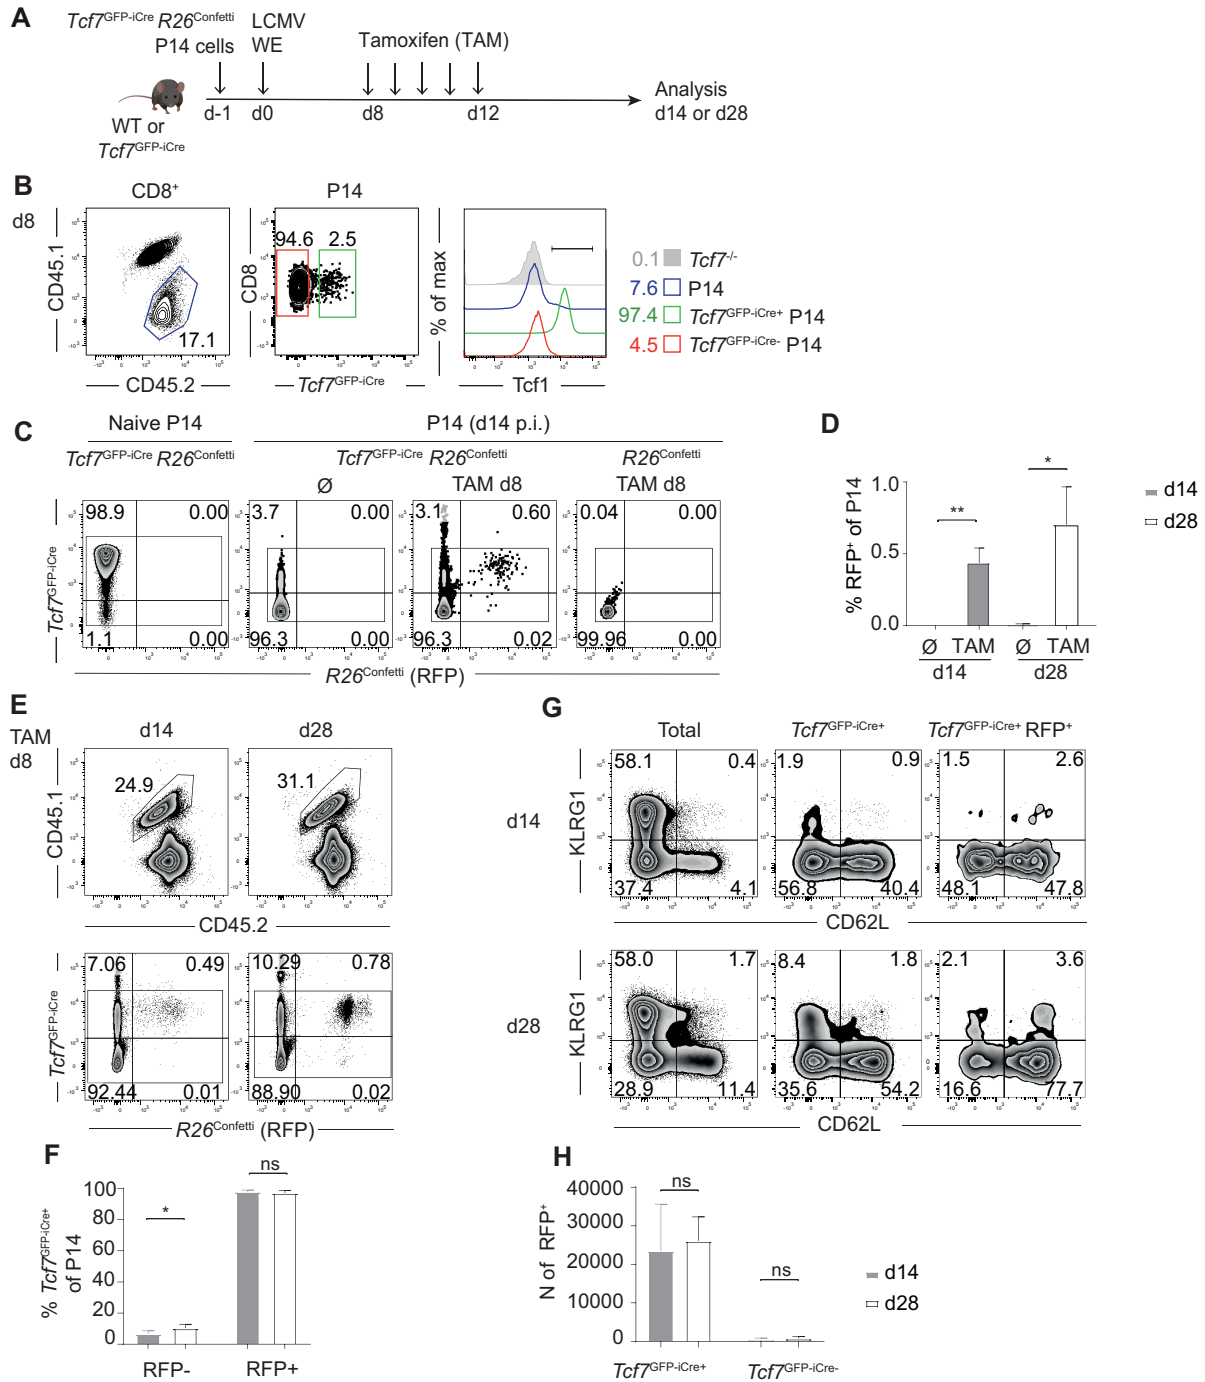 A
Tcf7GFP-iCre R26Confetti
P14 cells
LCMV
WE
Tamoxifen (TAM)
d-1
d0
d8
d12
Analysis
d14 or d28
WT or
Tcf7GFP-iCre
B
d8
CD8+
P14
CD45.1
17.1
CD45.2
94.6
2.5
CD8
Tcf7GFP-iCre
% of max
Tcf1
0.1 Tcf7-/-
7.6 P14
97.4 Tcf7GFP-iCre+ P14
4.5 Tcf7GFP-iCre- P14
C
Naive P14
P14 (d14 p.i.)
Tcf7GFP-iCre R26Confetti
Tcf7GFP-iCre R26Confetti
R26Confetti
Ø
TAM d8
TAM d8
98.9 0.00
3.7 0.00
3.1 0.60
0.04 0.00
Tcf7GFP-iCre
1.1 0.00
96.3 0.00
96.3 0.02
99.96 0.00
R26Confetti (RFP)
D
% RFP+ of P14
1.0
0.5
0.0
**
*
Ø TAM Ø TAM
d14 d28
d14
d28
E
TAM
d8
d14
d28
CD45.1
24.9
31.1
CD45.2
7.06 0.49
10.29 0.78
Tcf7GFP-iCre
92.44 0.01
88.90 0.02
R26Confetti (RFP)
F
% Tcf7GFP-iCre+
of P14
100
80
60
40
20
0
*
ns
RFP-
RFP+
G
Total
Tcf7GFP-iCre+
Tcf7GFP-iCre+ RFP+
d14
KLRG1
58.1 0.4
1.9 0.9
1.5 2.6
37.4 4.1
56.8 40.4
48.1 47.8
CD62L
d28
KLRG1
58.0 1.7
8.4 1.8
2.1 3.6
28.9 11.4
35.6 54.2
16.6 77.7
CD62L
H
N of RFP+
40000
30000
20000
10000
0
ns
ns
Tcf7GFP-iCre+
Tcf7GFP-iCre-
d14
d28